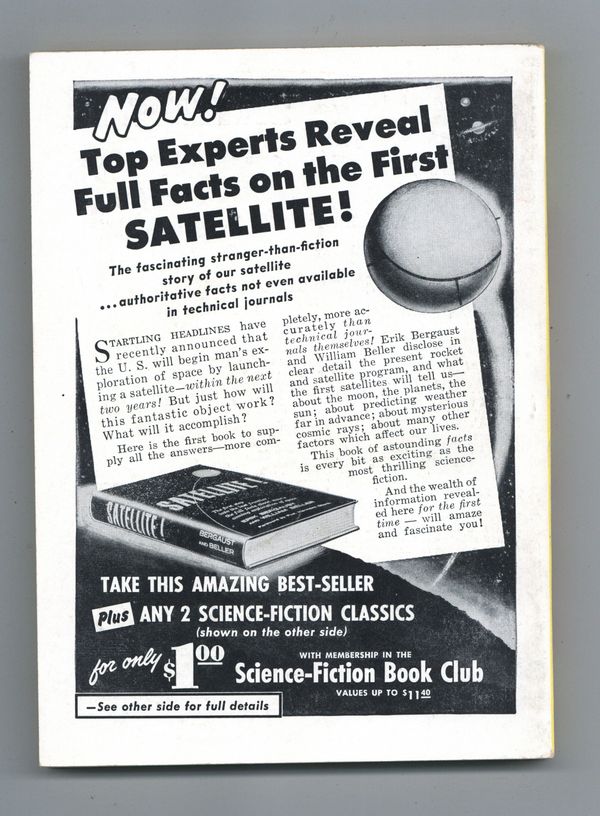 NOW!
Top Experts Reveal
Full Facts on the First
SATELLITE!
The fascinating stranger-than-fiction
story of our satellite
...authoritative facts not even available
in technical journals
STARTLING HEADLINES have
recently announced that
the U. S. will begin man's ex-
ploration of space by launch-
ing a satellite—within the next
two years! But just how will
this fantastic object work?
What will it accomplish?
Here is the first book to sup-
ply all the answers—more com-
pletely, more ac-
curately than
technical jour-
nals themselves! Erik Bergaust
and William Beller disclose in
clear detail the present rocket
and satellite program, and what
the first satellites will tell us—
about the moon, the planets, the
sun; about predicting weather
far in advance; about mysterious
cosmic rays; about many other
factors which affect our lives.
This book of astounding facts
is every bit as exciting as the
most thrilling science-
fiction.
And the wealth of
information reveal-
ed here for the first
time — will amaze
and fascinate you!
SATELLITE!
SATELLITE!
BERGAUST
AND BELLER
TAKE THIS AMAZING BEST-SELLER
Plus ANY 2 SCIENCE-FICTION CLASSICS
(shown on the other side)
for only $1.00
WITH MEMBERSHIP IN THE
Science-Fiction Book Club
VALUES UP TO $11.40
—See other side for full details